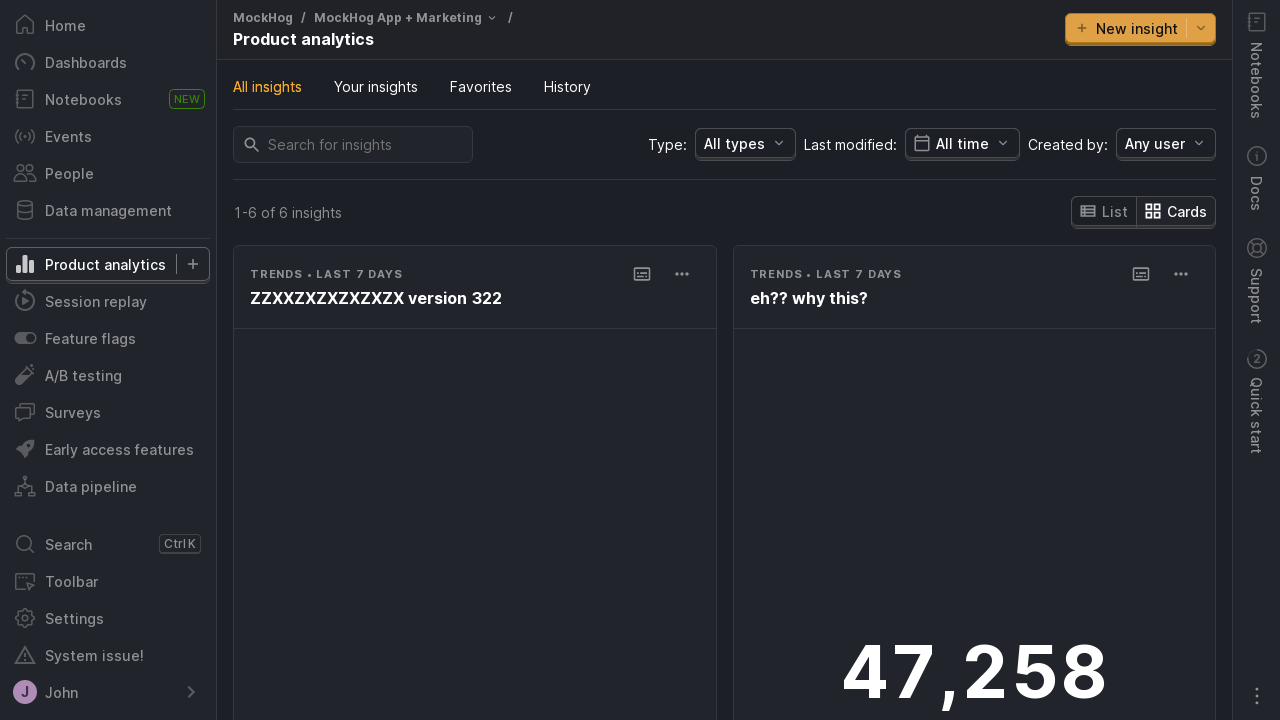 Home
Dashboards
Notebooks NEW
Events
People
Data management
Product analytics
Session replay
Feature flags
A/B testing
Surveys
Early access features
Data pipeline
Search Ctrl K
Toolbar
Settings
System issue!
J John
MockHog / MockHog App + Marketing /
Product analytics
New insight
All insights Your insights Favorites History
Search for insights
Type: All types Last modified: All time Created by: Any user
1-6 of 6 insights
List Cards
TRENDS • LAST 7 DAYS
ZZXXZXZXZXZXZX version 322
TRENDS • LAST 7 DAYS
eh?? why this?
47,258
Notebooks
Docs
Support
2
Quick start